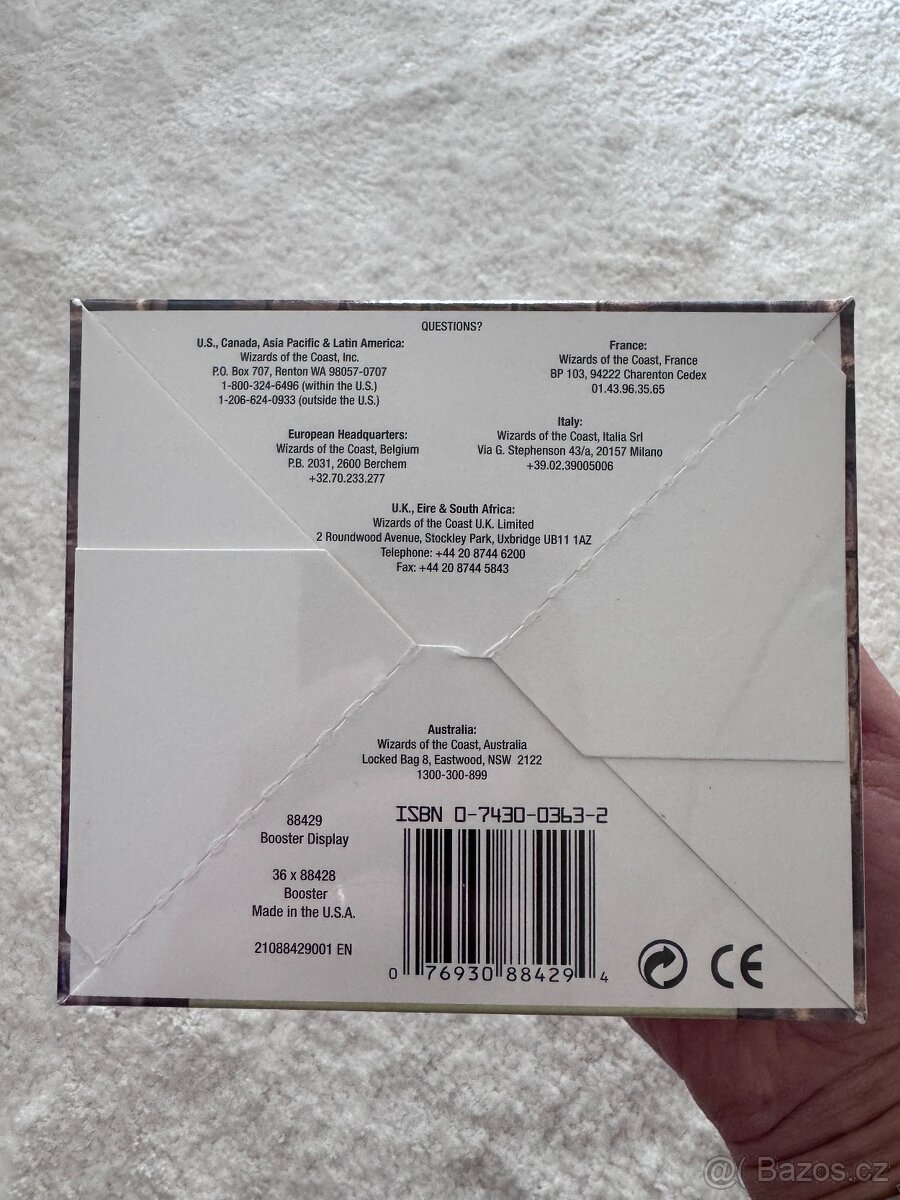 QUESTIONS?
U.S., Canada, Asia Pacific & Latin America:
Wizards of the Coast, Inc.
P.O. Box 707, Renton WA 98057-0707
1-800-324-6496 (within the U.S.)
1-206-624-0933 (outside the U.S.)
France:
Wizards of the Coast, France
BP 103, 94222 Charenton Cedex
01.43.96.35.65
European Headquarters:
Wizards of the Coast, Belgium
P.B. 2031, 2600 Berchem
+32.70.233.277
Italy:
Wizards of the Coast, Italia Srl
Via G. Stephenson 43/a, 20157 Milano
+39.02.39005006
U.K., Eire & South Africa:
Wizards of the Coast U.K. Limited
2 Roundwood Avenue, Stockley Park, Uxbridge UB11 1AZ
Telephone: +44 20 8744 6200
Fax: +44 20 8744 5843
Australia:
Wizards of the Coast, Australia
Locked Bag 8, Eastwood, NSW 2122
1300-300-899
88429
Booster Display
36 x 88428
Booster
Made in the U.S.A.
21088429001 EN
ISBN 0-7430-0363-2
0 76930 88429 4
CE
@( Bazos.cz